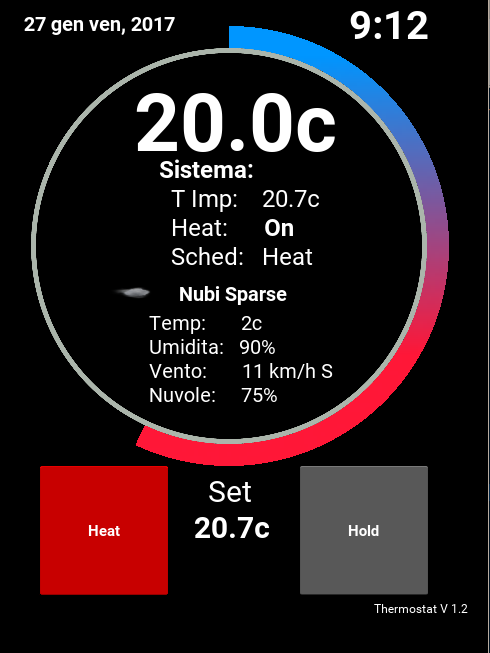 27 gen ven, 2017
9:12
20.0c
Sistema:
T Imp: 20.7c
Heat: On
Sched: Heat
Nubi Sparse
Temp: 2c
Umidita: 90%
Vento: 11 km/h S
Nuvole: 75%
Set
20.7c
Heat
Hold
Thermostat V 1.2